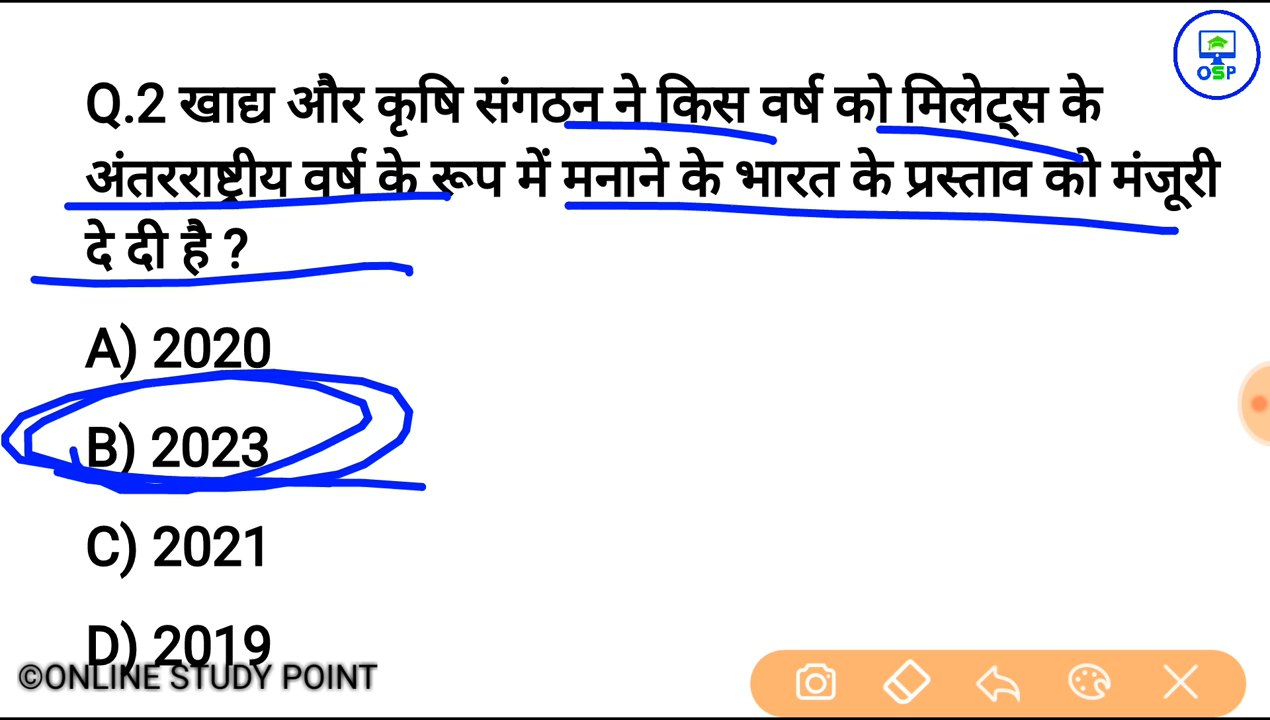 OSP
Q.2 खाद्य और कृषि संगठन ने किस वर्ष को मिलेट्स के
अंतरराष्ट्रीय वर्ष के रूप में मनाने के भारत के प्रस्ताव को मंजूरी
दे दी है ?
A) 2020
B) 2023
C) 2021
D) 2019
©ONLINE STUDY POINT